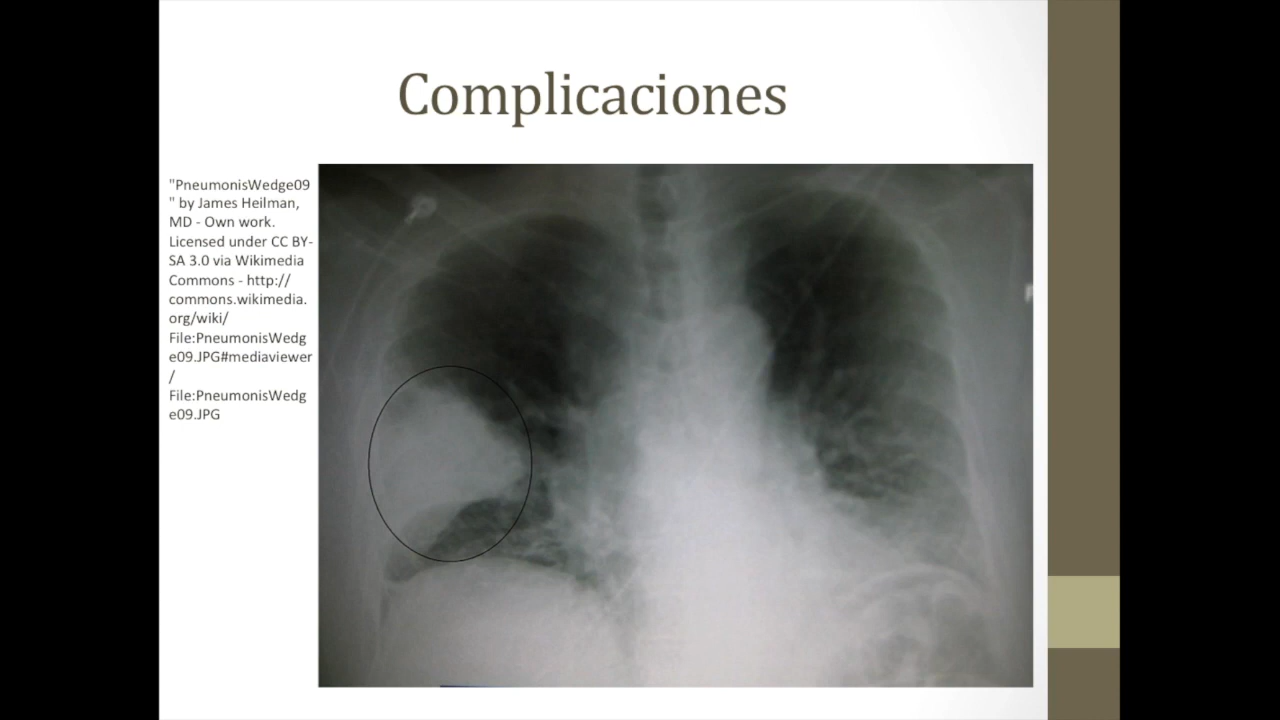 Complicaciones
"PneumonisWedge09
" by James Heilman,
MD - Own work.
Licensed under CC BY-
SA 3.0 via Wikimedia
Commons - http://
commons.wikimedia.
org/wiki/
File:PneumonisWedg
e09.JPG#mediaviewer
/
File:PneumonisWedg
e09.JPG